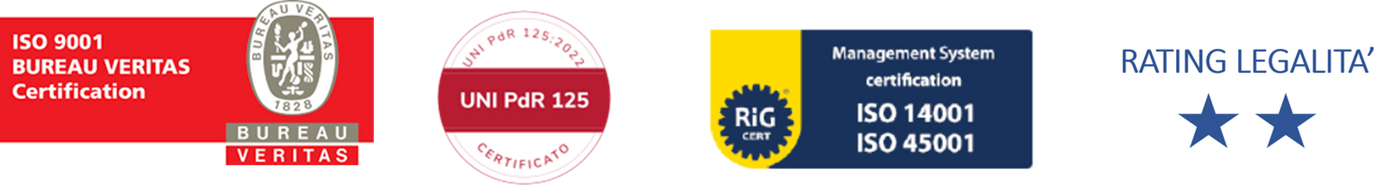 ISO 9001
BUREAU VERITAS
Certification
BUREAU VERITAS
1828
BUREAU
VERITAS
UNI PdR 125:2022
UNI PdR 125
CERTIFICATO
RiG
CERT
®
Management System
certification
ISO 14001
ISO 45001
RATING LEGALITA’